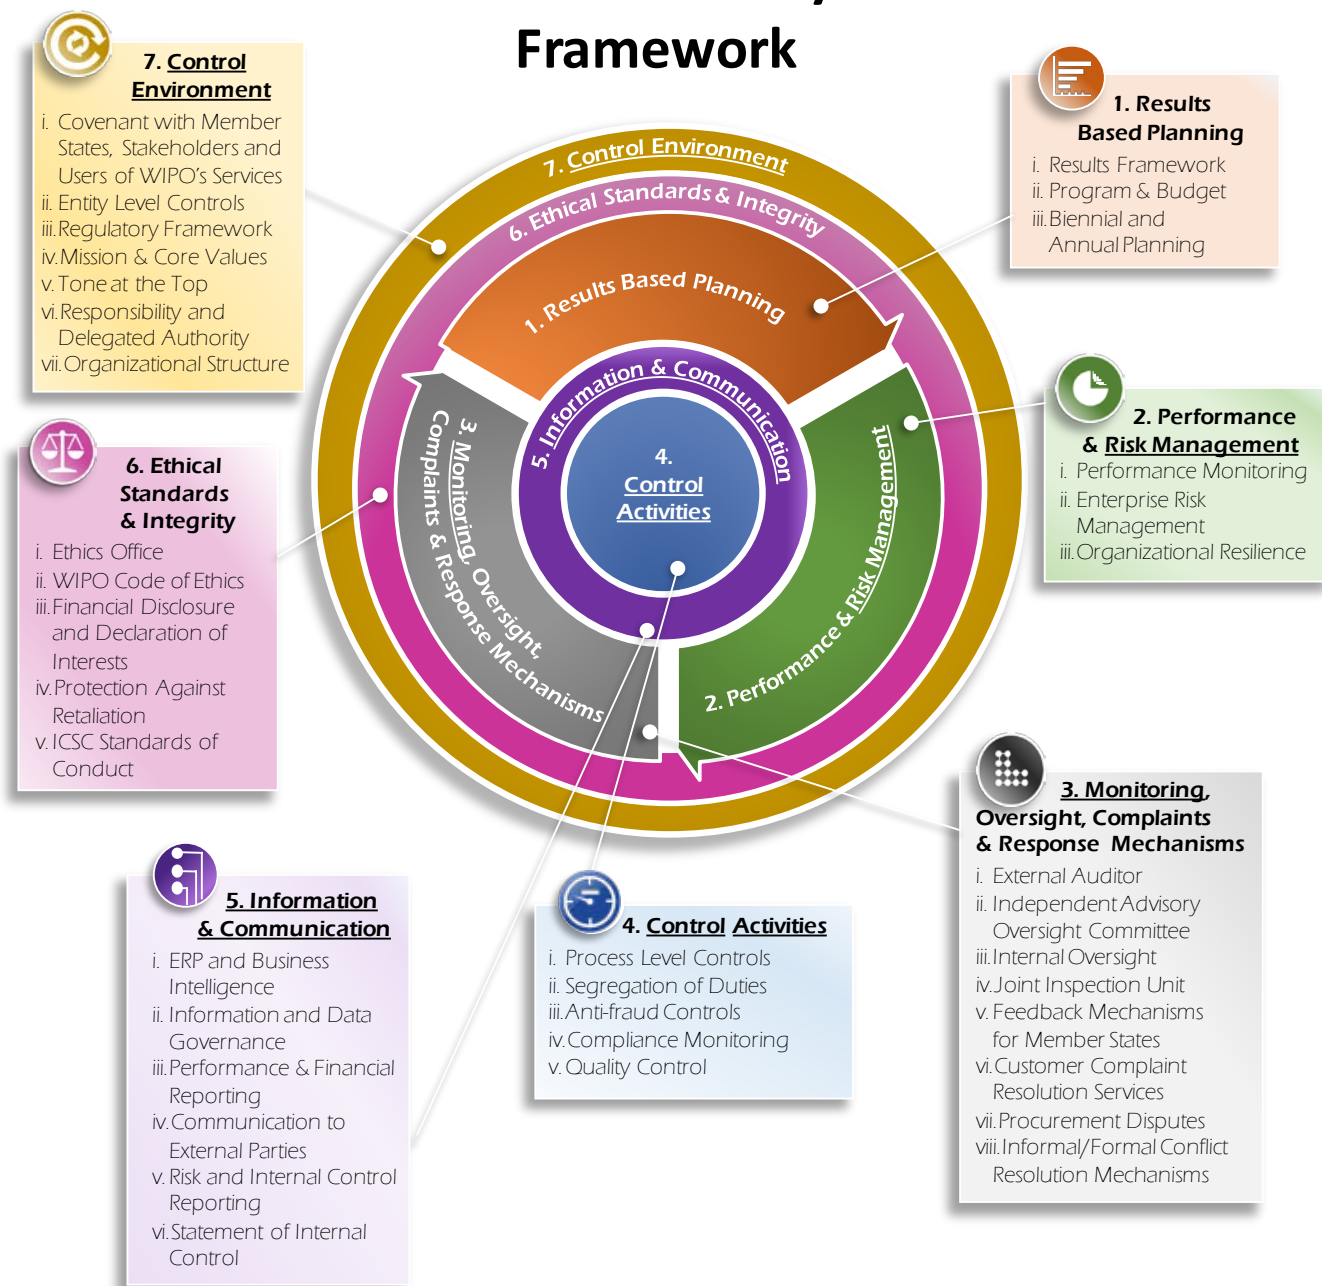 Framework
7. Control
Environment
i. Covenant with Member
States, Stakeholders and
Users of WIPO's Services
ii. Entity Level Controls
iii. Regulatory Framework
iv. Mission & Core Values
v. Tone at the Top
vi. Responsibility and
Delegated Authority
vii. Organizational Structure
1. Results
Based Planning
i. Results Framework
ii. Program & Budget
iii. Biennial and
Annual Planning
7. Control Environment
6. Ethical Standards & Integrity
1. Results Based Planning
5. Information & Communication
4.
Control
Activities
3. Monitoring, Oversight,
Complaints & Response Mechanisms
2. Performance & Risk Management
2. Performance
& Risk Management
i. Performance Monitoring
ii. Enterprise Risk
Management
iii. Organizational Resilience
6. Ethical
Standards
& Integrity
i. Ethics Office
ii. WIPO Code of Ethics
iii. Financial Disclosure
and Declaration of
Interests
iv. Protection Against
Retaliation
v. ICSC Standards of
Conduct
3. Monitoring,
Oversight, Complaints
& Response Mechanisms
i. External Auditor
ii. Independent Advisory
Oversight Committee
iii. Internal Oversight
iv. Joint Inspection Unit
v. Feedback Mechanisms
for Member States
vi. Customer Complaint
Resolution Services
vii. Procurement Disputes
viii. Informal/Formal Conflict
Resolution Mechanisms
5. Information
& Communication
i. ERP and Business
Intelligence
ii. Information and Data
Governance
iii. Performance & Financial
Reporting
iv. Communication to
External Parties
v. Risk and Internal Control
Reporting
vi. Statement of Internal
Control
4. Control Activities
i. Process Level Controls
ii. Segregation of Duties
iii. Anti-fraud Controls
iv. Compliance Monitoring
v. Quality Control